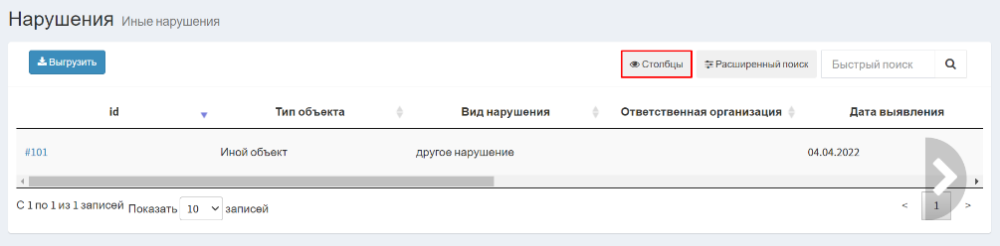 Нарушения Иные нарушения
Выгрузить Столбцы Расширенный поиск Быстрый поиск
id Тип объекта Вид нарушения Ответственная организация Дата выявления
#101 Иной объект другое нарушение 04.04.2022
С 1 по 1 из 1 записей Показать 10 записей < 1 >